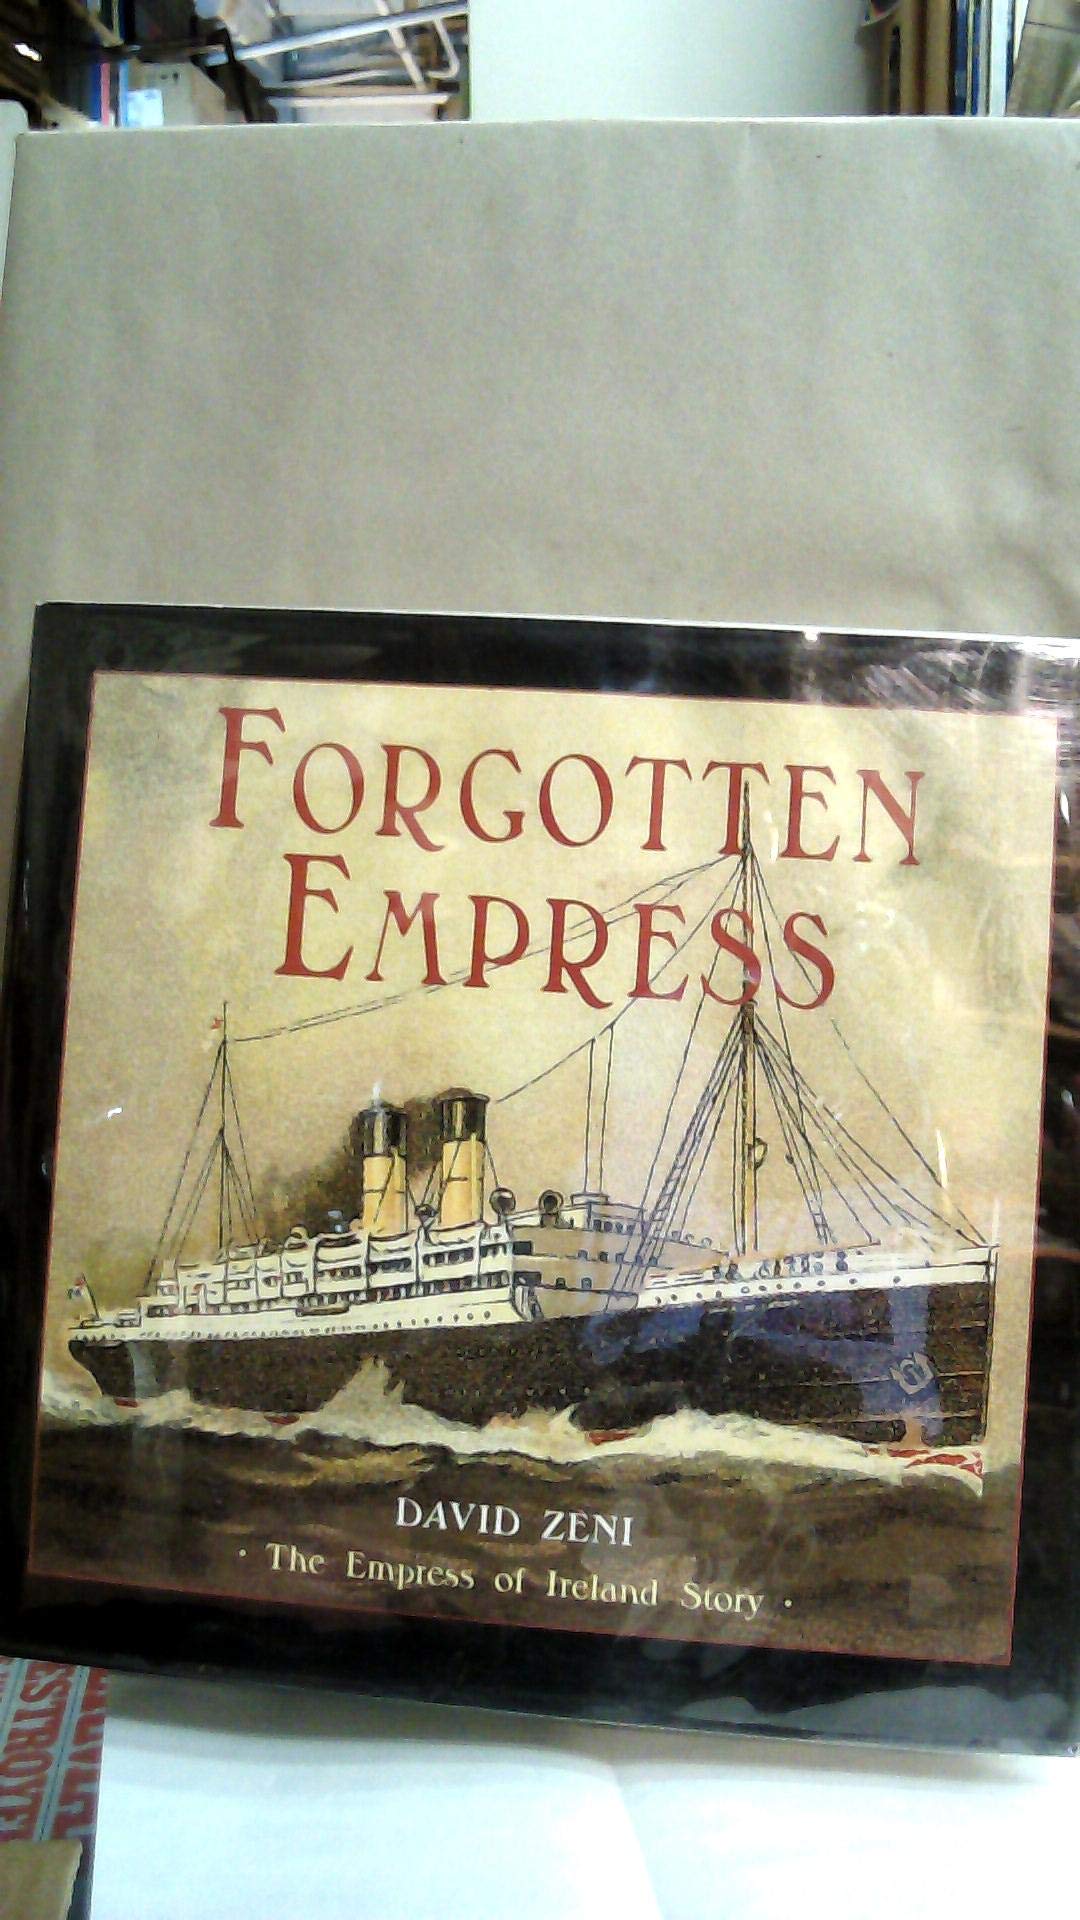 FORGOTTEN
EMPRESS
DAVID ZENI
· The Empress of Ireland Story ·